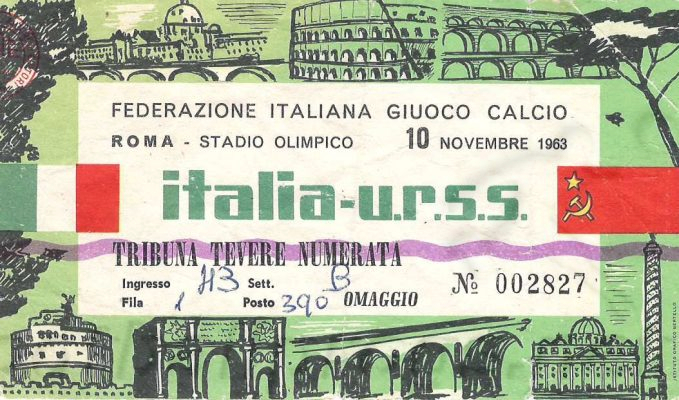 FEDERAZIONE ITALIANA GIUOCO CALCIO
ROMA - STADIO OLIMPICO 10 NOVEMBRE 1963
italia-u.r.s.s.
TRIBUNA TEVERE NUMERATA
Ingresso H3 Sett. B
Fila 1 Posto 390 OMAGGIO
№ 002827